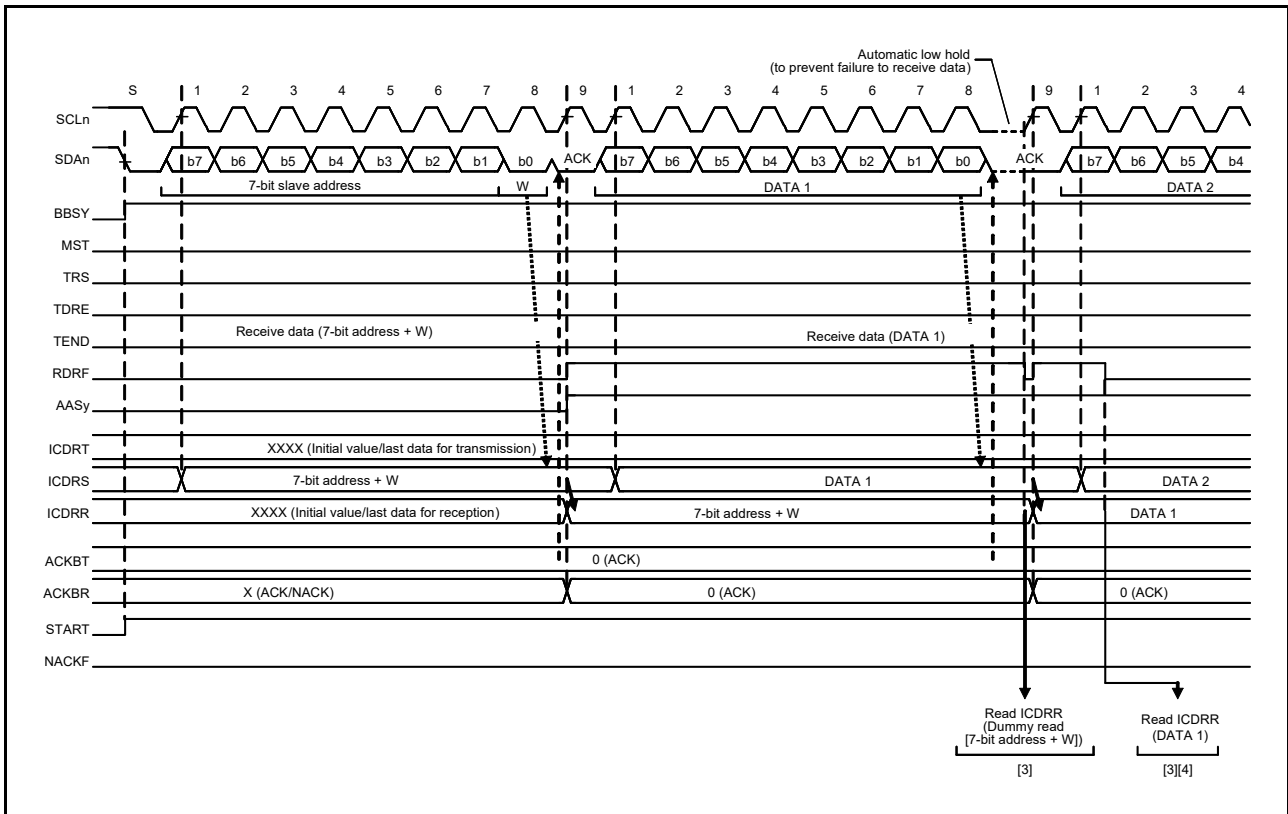 Automatic low hold
(to prevent failure to receive data)
S 1 2 3 4 5 6 7 8 9 1 2 3 4 5 6 7 8 9 1 2 3 4
SCLn
SDAn b7 b6 b5 b4 b3 b2 b1 b0 ACK b7 b6 b5 b4 b3 b2 b1 b0 ACK b7 b6 b5 b4
7-bit slave address W DATA 1 DATA 2
BBSY
MST
TRS
TDRE
Receive data (7-bit address + W) Receive data (DATA 1)
TEND
RDRF
AASy
ICDRT XXXX (Initial value/last data for transmission)
ICDRS 7-bit address + W DATA 1 DATA 2
ICDRR XXXX (Initial value/last data for reception) 7-bit address + W DATA 1
ACKBT 0 (ACK)
ACKBR X (ACK/NACK) 0 (ACK) 0 (ACK)
START
NACKF
Read ICDRR
(Dummy read
[7-bit address + W])
[3]
Read ICDRR
(DATA 1)
[3][4]